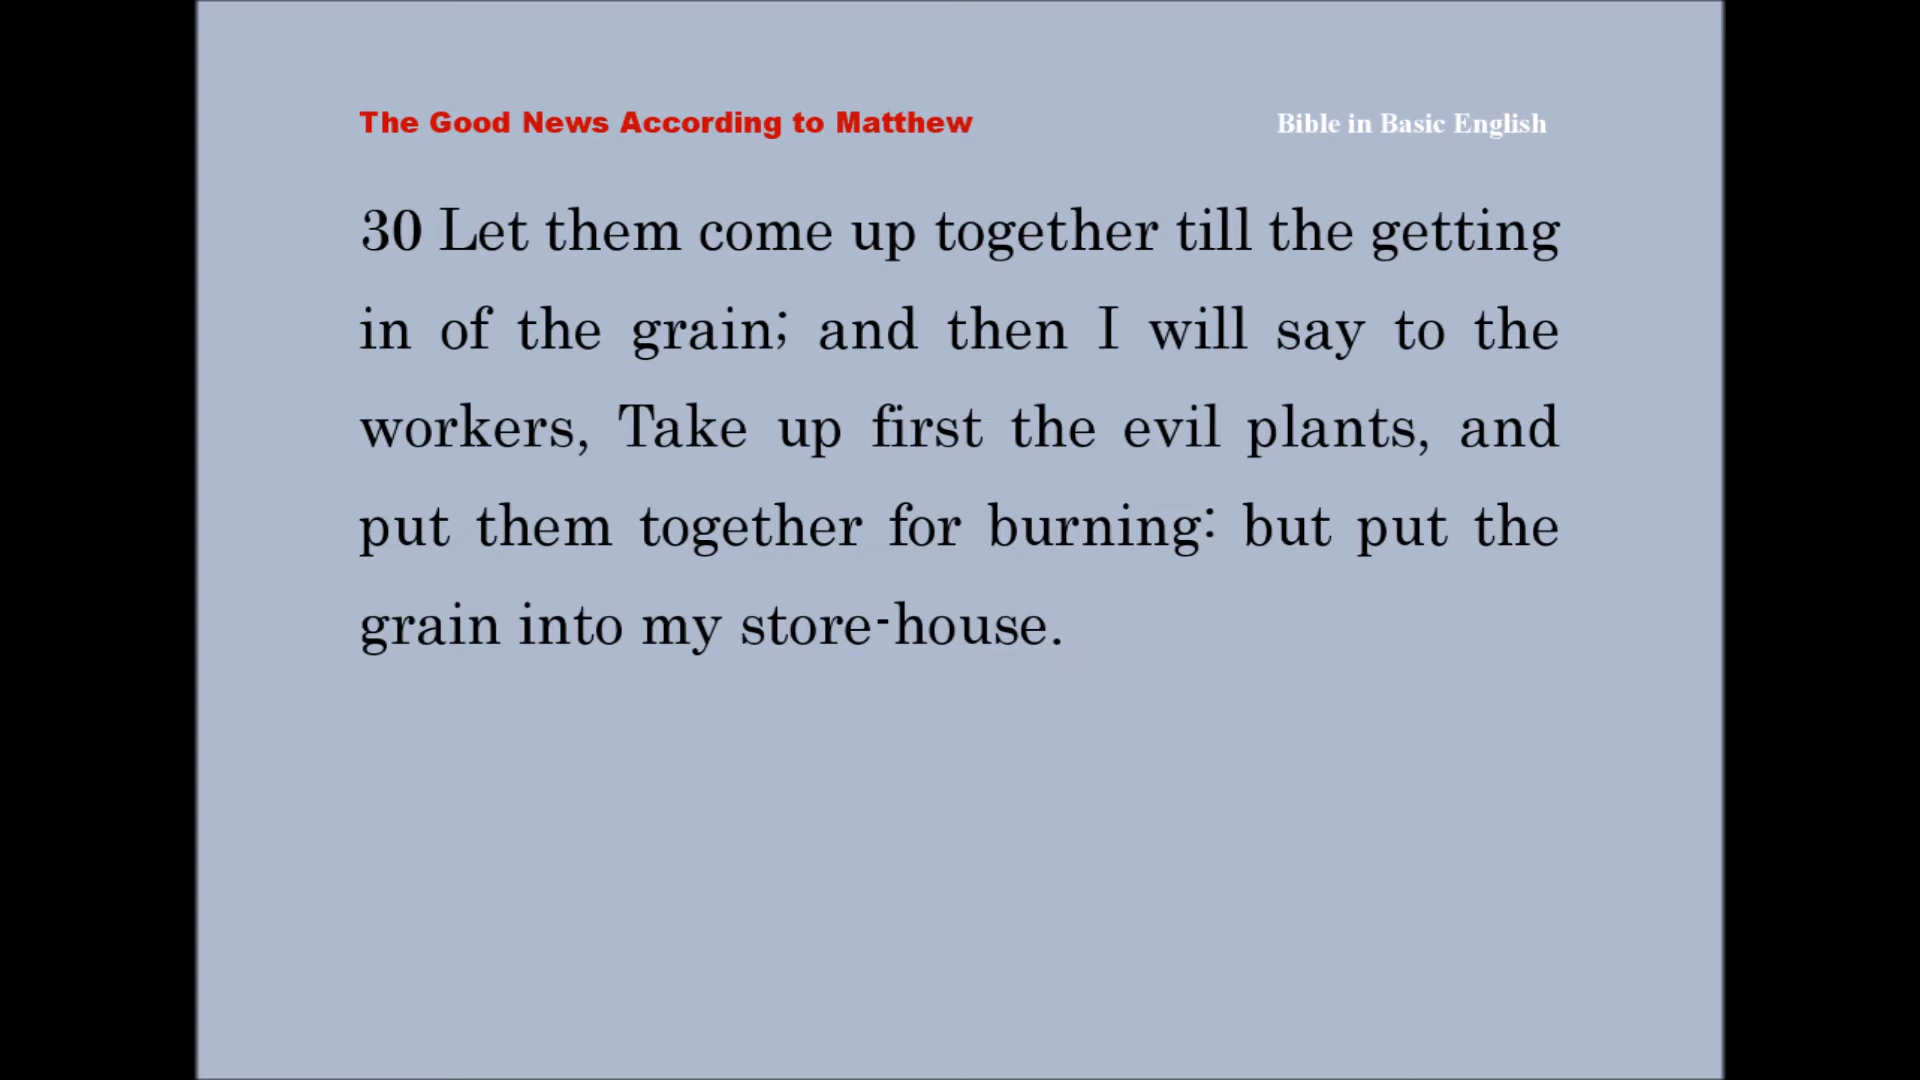 The Good News According to Matthew Bible in Basic English
30 Let them come up together till the getting
in of the grain; and then I will say to the
workers, Take up first the evil plants, and
put them together for burning: but put the
grain into my store-house.